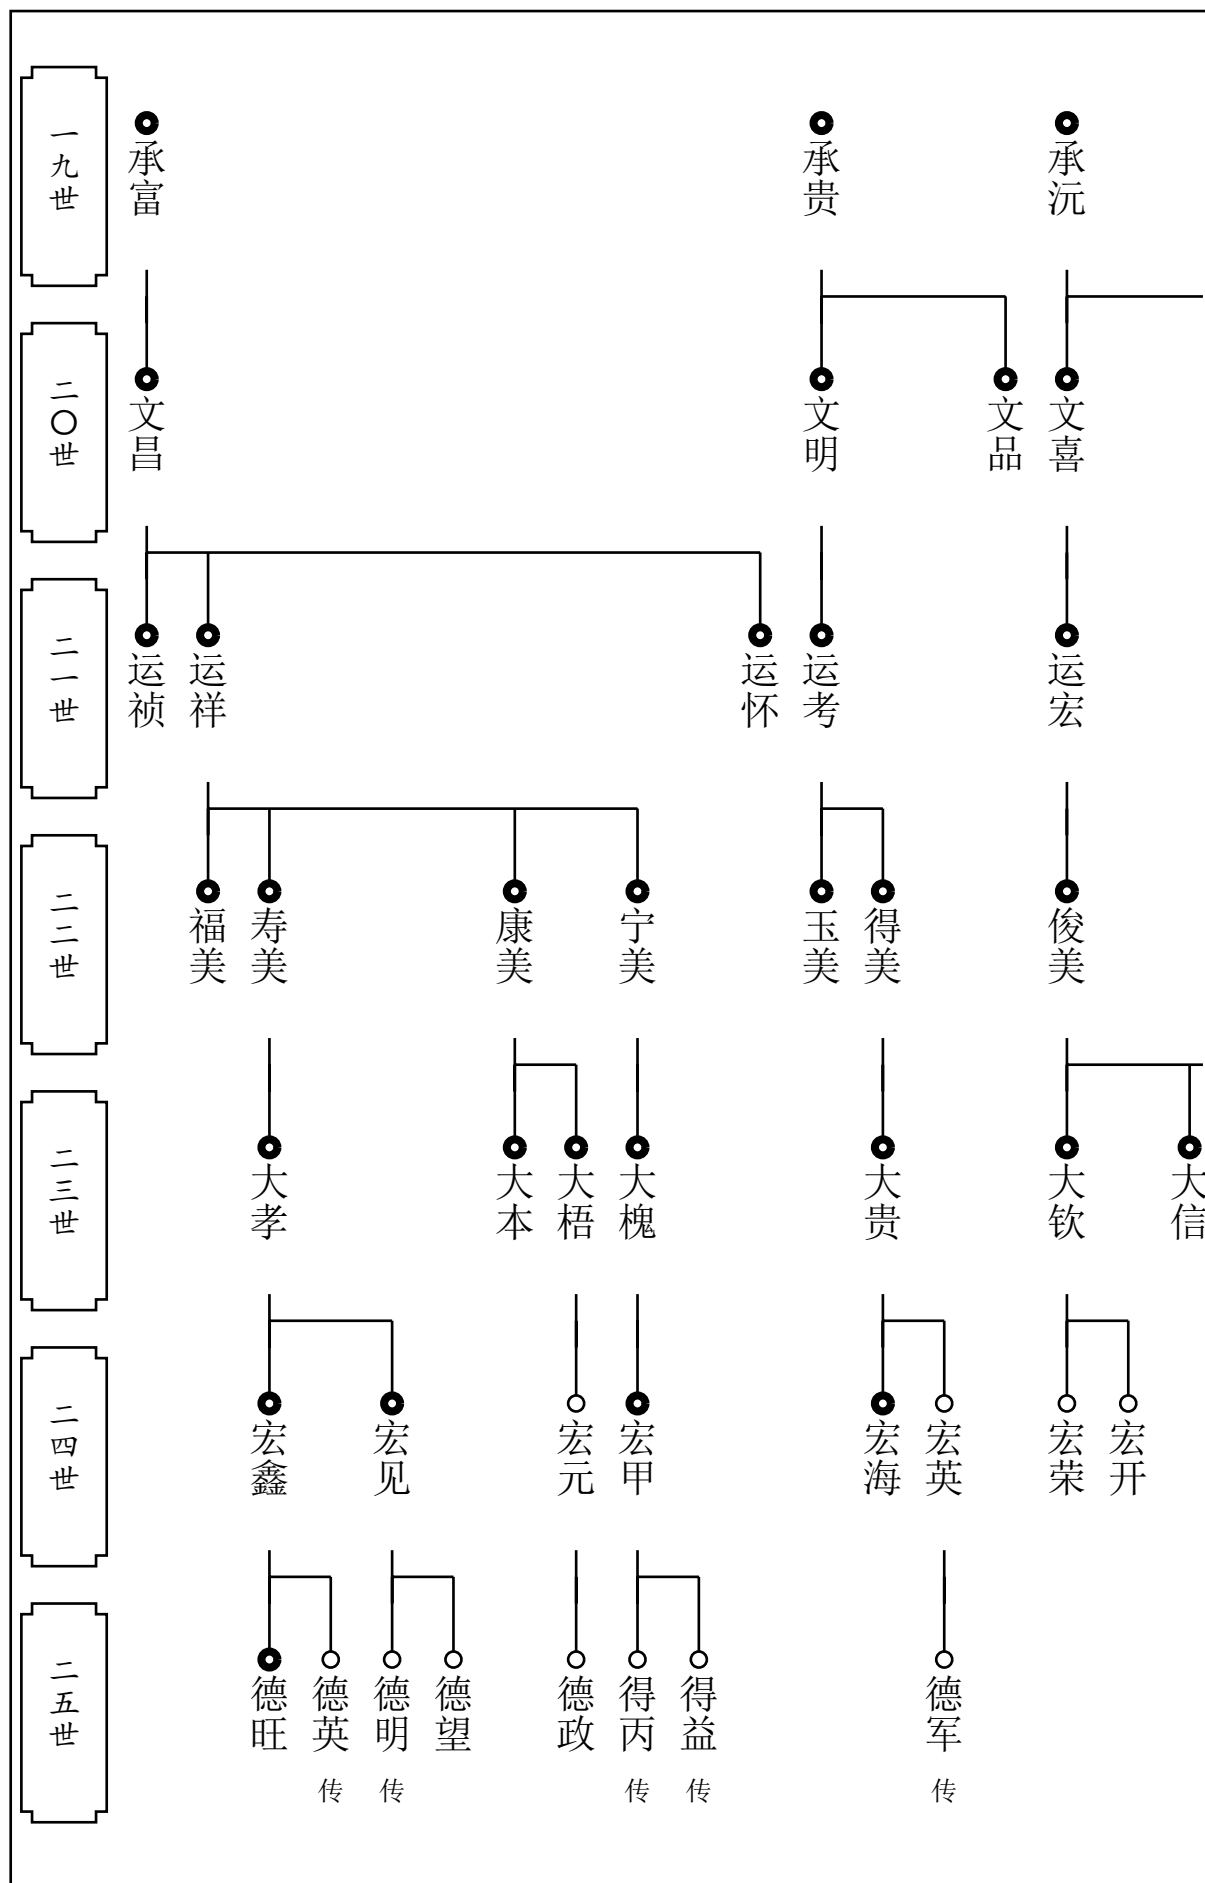 一九世
承富
承贵
承沅
二〇世
文昌
文明
文品
文喜
二一世
运祯
运祥
运怀
运考
运宏
二二世
福美
寿美
康美
宁美
玉美
得美
俊美
二三世
大孝
大本
大梧
大槐
大贵
大钦
大信
二四世
宏鑫
宏见
宏元
宏甲
宏海
宏英
宏荣
宏开
二五世
德旺
德英 传
德明 传
德望
德政
得丙 传
得益 传
德军 传